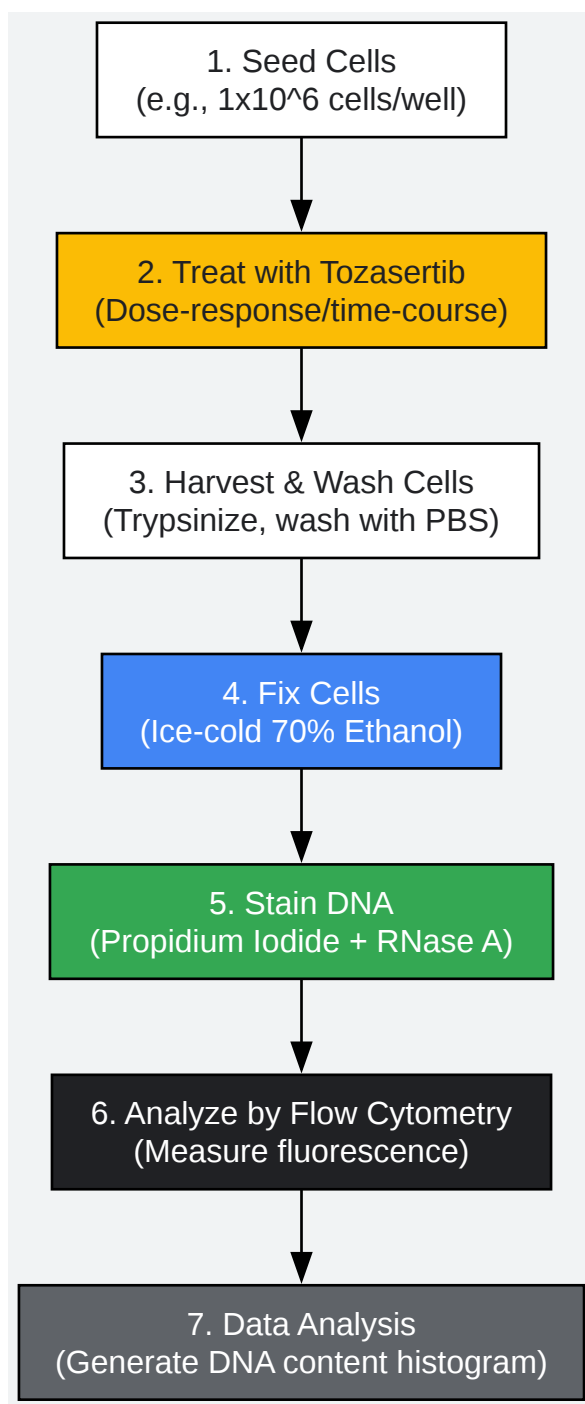 1. Seed Cells
(e.g., 1x10^6 cells/well)
2. Treat with Tozasertib
(Dose-response/time-course)
3. Harvest & Wash Cells
(Trypsinize, wash with PBS)
4. Fix Cells
(Ice-cold 70% Ethanol)
5. Stain DNA
(Propidium Iodide + RNase A)
6. Analyze by Flow Cytometry
(Measure fluorescence)
7. Data Analysis
(Generate DNA content histogram)